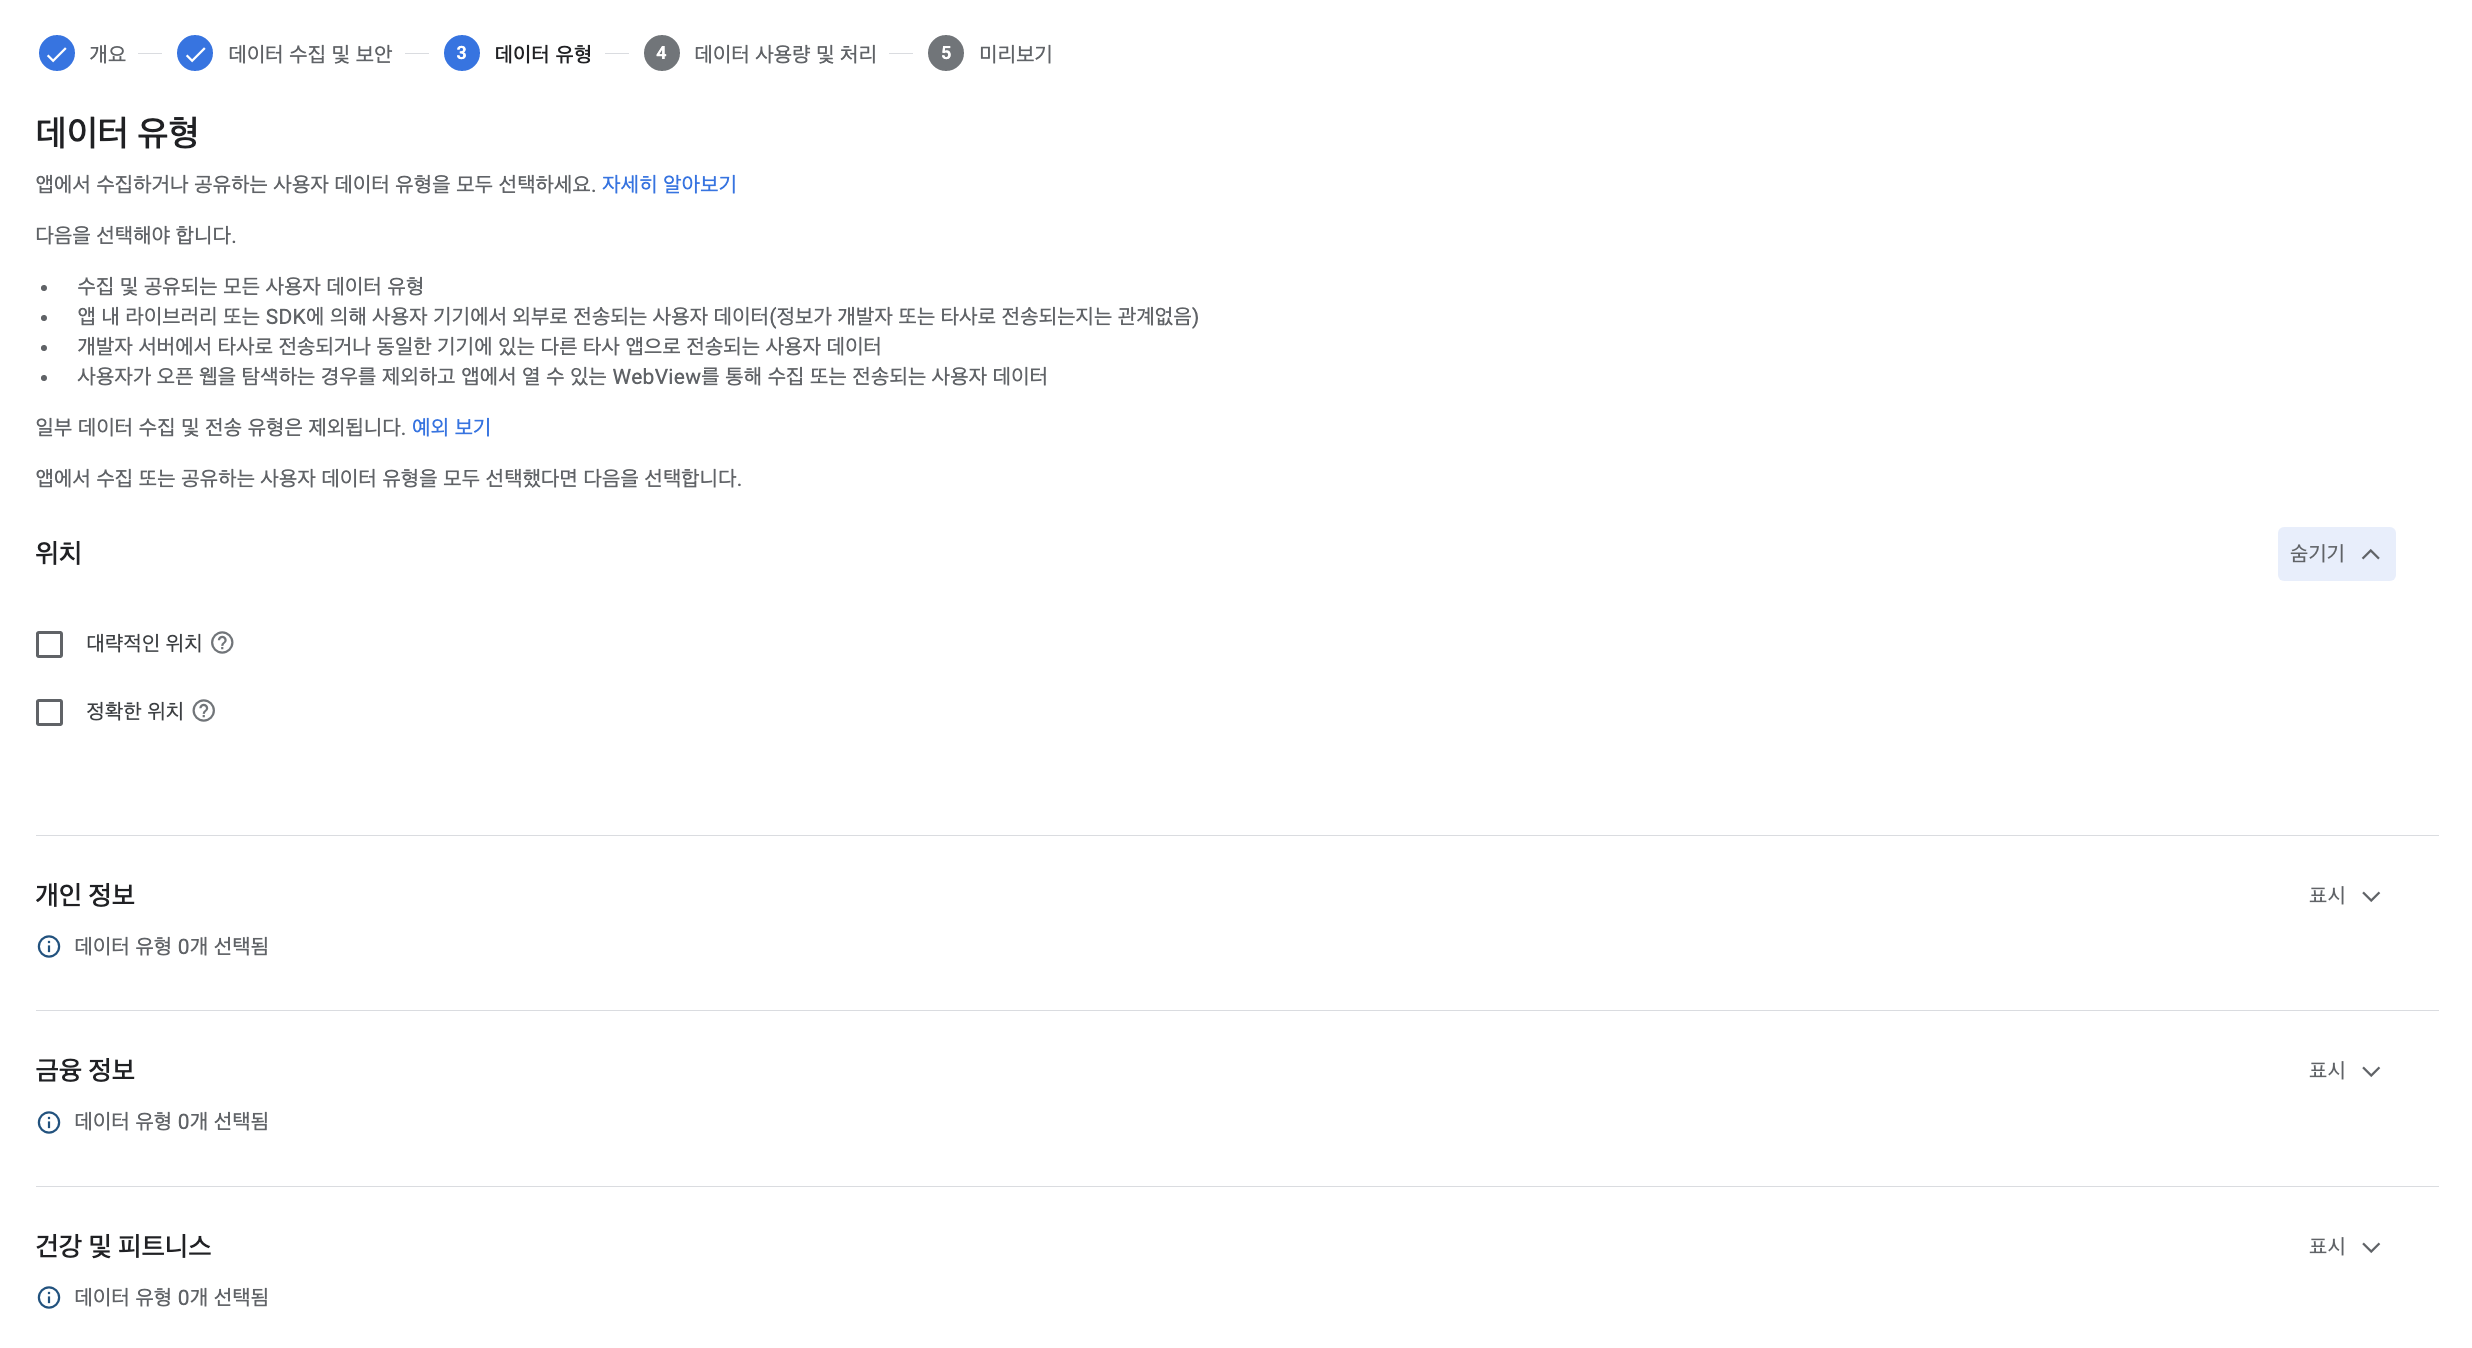 개요
데이터 수집 및 보안
3 데이터 유형
4 데이터 사용량 및 처리
5 미리보기
데이터 유형
앱에서 수집하거나 공유하는 사용자 데이터 유형을 모두 선택하세요. 자세히 알아보기
다음을 선택해야 합니다.
• 수집 및 공유되는 모든 사용자 데이터 유형
• 앱 내 라이브러리 또는 SDK에 의해 사용자 기기에서 외부로 전송되는 사용자 데이터(정보가 개발자 또는 타사로 전송되는지는 관계없음)
• 개발자 서버에서 타사로 전송되거나 동일한 기기에 있는 다른 타사 앱으로 전송되는 사용자 데이터
• 사용자가 오픈 웹을 탐색하는 경우를 제외하고 앱에서 열 수 있는 WebView를 통해 수집 또는 전송되는 사용자 데이터
일부 데이터 수집 및 전송 유형은 제외됩니다. 예외 보기
앱에서 수집 또는 공유하는 사용자 데이터 유형을 모두 선택했다면 다음을 선택합니다.
위치
숨기기
대략적인 위치
정확한 위치
개인 정보
표시
데이터 유형 0개 선택됨
금융 정보
표시
데이터 유형 0개 선택됨
건강 및 피트니스
표시
데이터 유형 0개 선택됨